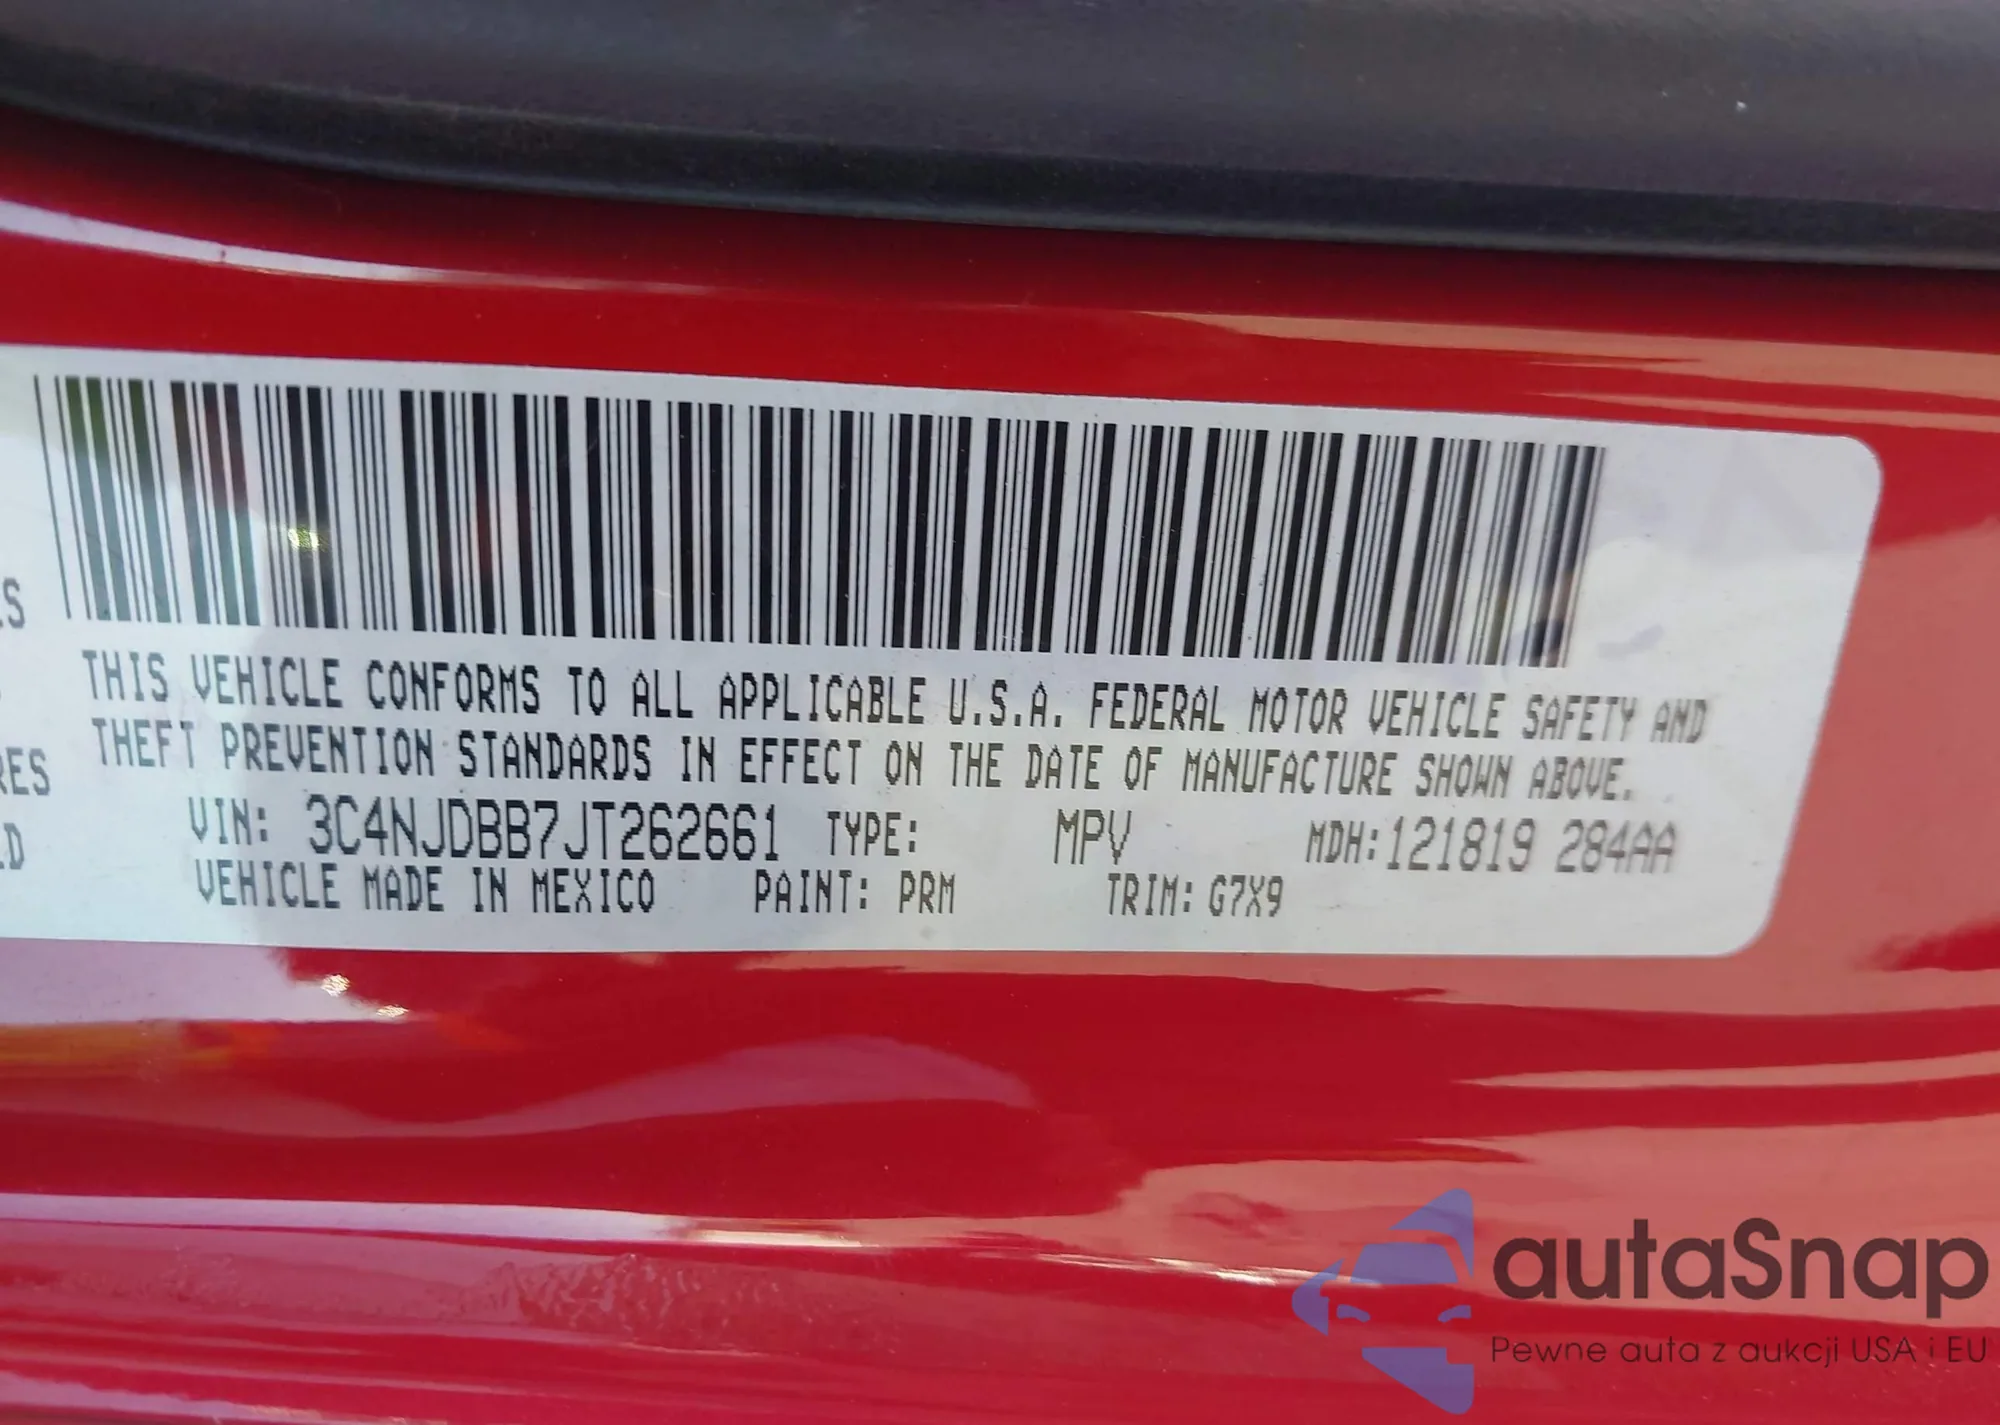 THIS VEHICLE CONFORMS TO ALL APPLICABLE U.S.A. FEDERAL MOTOR VEHICLE SAFETY AND
THEFT PREVENTION STANDARDS IN EFFECT ON THE DATE OF MANUFACTURE SHOWN ABOVE.
VIN: 3C4NJDBB7JT262661 TYPE: MPV MDH:121819 284AA
VEHICLE MADE IN MEXICO PAINT: PRM TRIM: G7X9
autaSnap
Pewne auta z aukcji USA i EU